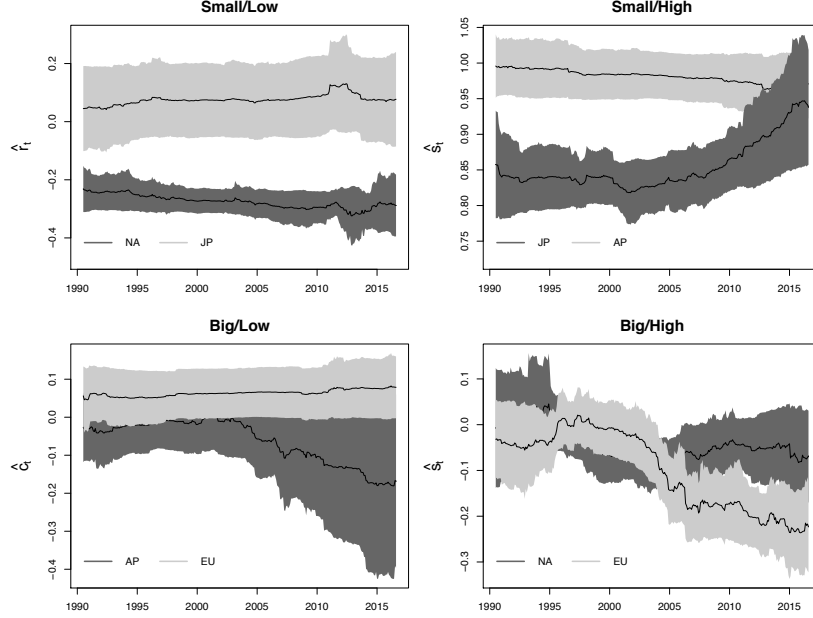 Small/Low
r̂t
0.2
0.0
−0.2
−0.4
NA JP
1990 1995 2000 2005 2010 2015
Small/High
ŝt
1.05
1.00
0.95
0.90
0.85
0.80
0.75
JP AP
1990 1995 2000 2005 2010 2015
Big/Low
ĉt
0.1
0.0
−0.1
−0.2
−0.3
−0.4
AP EU
1990 1995 2000 2005 2010 2015
Big/High
ŝt
0.1
0.0
−0.1
−0.2
−0.3
NA EU
1990 1995 2000 2005 2010 2015